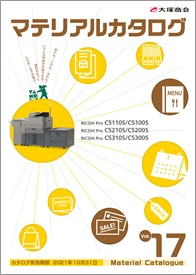 大塚商会
マテリアルカタログ
RICOH Pro C5110S/C5100S
RICOH Pro C5210S/C5200S
RICOH Pro C5310S/C5300S
MENU
SALE!
Vol.17
カタログ有効期限 2021年10月31日
Material Catalogue